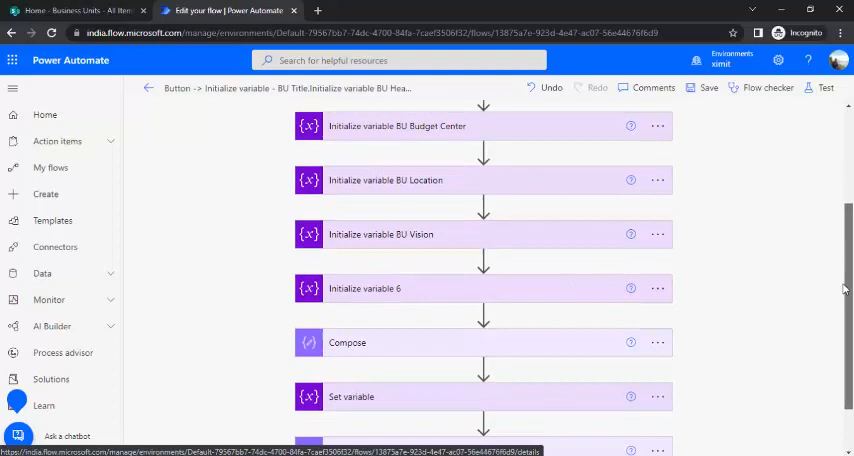 Home - Business Units - All Item
Edit your flow | Power Automate
india.flow.microsoft.com/manage/environments/Default-79567bb7-74dc-4700-84fa-7caef3506f32/flows/13875a7e-923d-4e47-ac07-56e44676f6d9
Incognito
Power Automate
Search for helpful resources
Environments
ximit
Button -> Initialize variable - BU Title,Initialize variable BU Hea...
Undo
Redo
Comments
Save
Flow checker
Test
Home
Action items
My flows
Create
Templates
Connectors
Data
Monitor
AI Builder
Process advisor
Solutions
Learn
Ask a chatbot
Initialize variable BU Budget Center
Initialize variable BU Location
Initialize variable BU Vision
Initialize variable 6
Compose
Set variable
https://india.flow.microsoft.com/manage/environments/Default-79567bb7-74dc-4700-84fa-7caef3506f32/flows/13875a7e-923d-4e47-ac07-56e44676f6d9/details